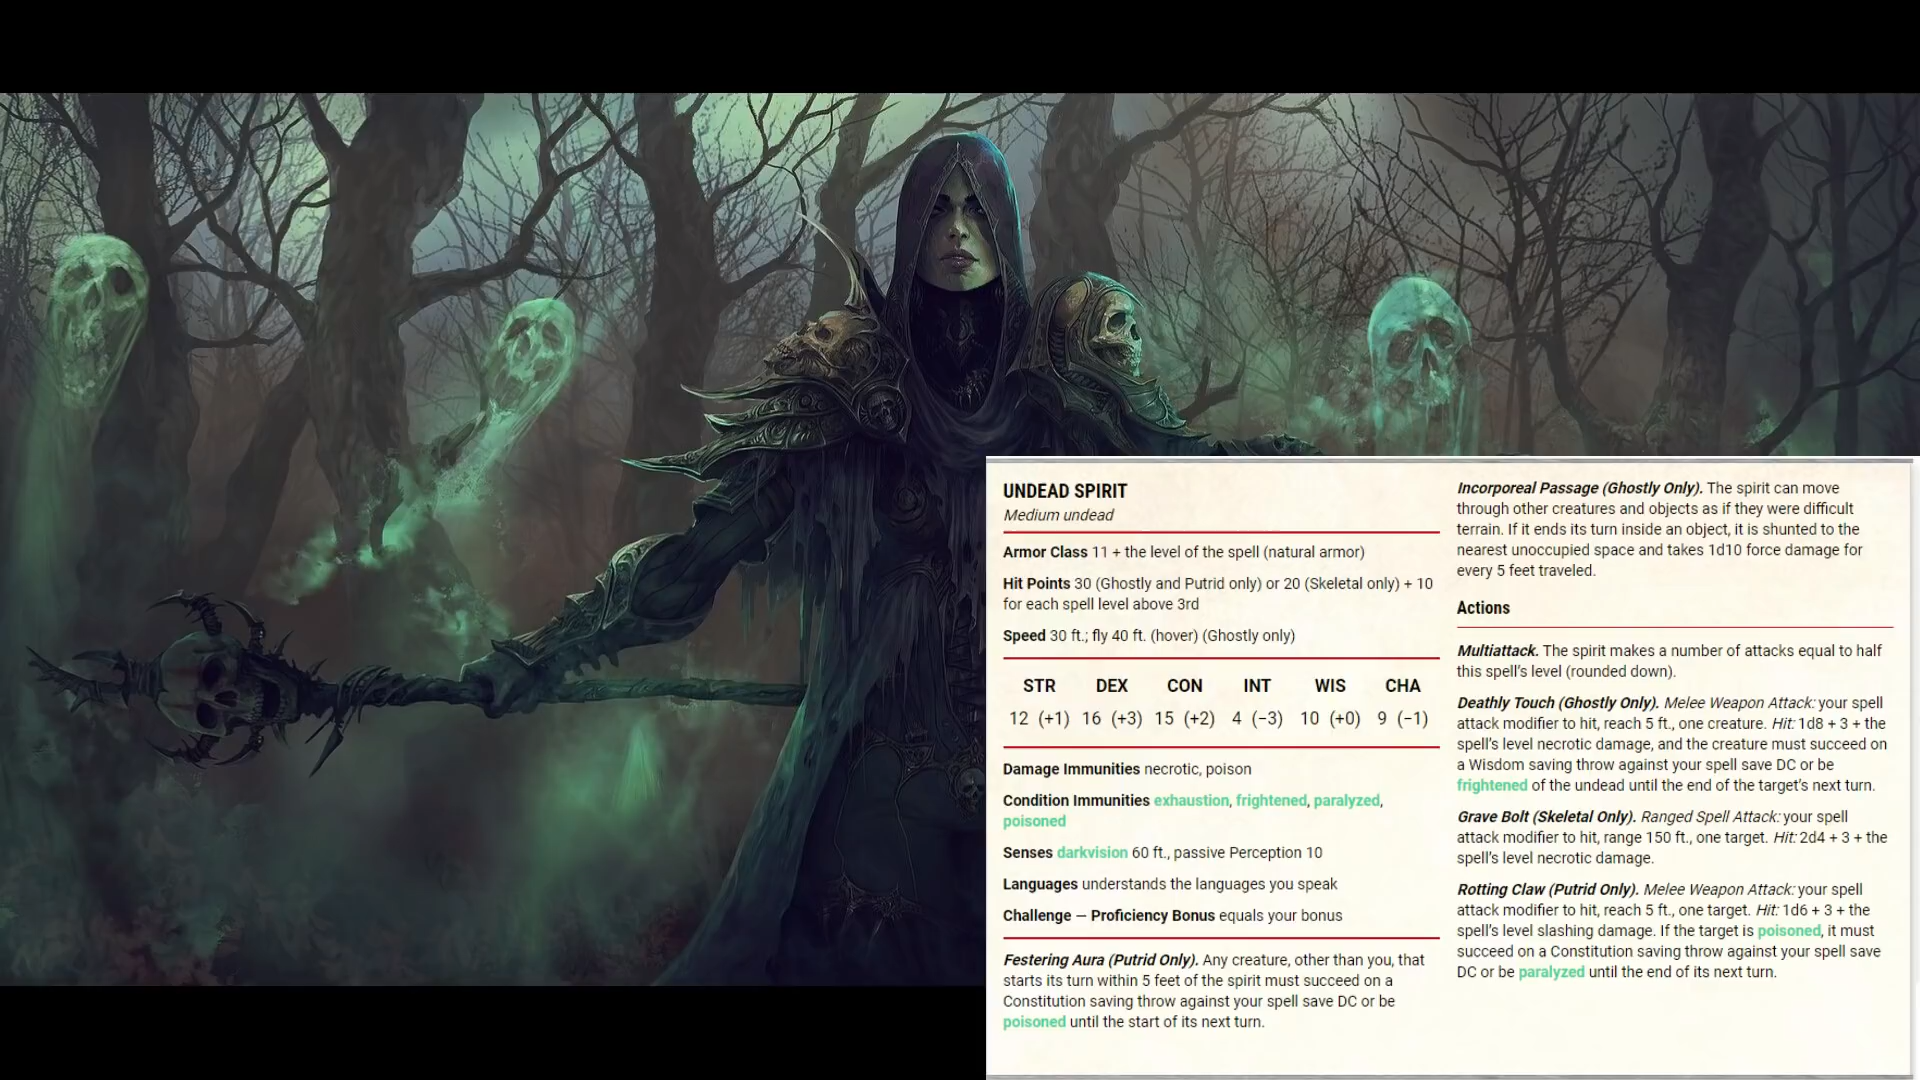 UNDEAD SPIRIT
Medium undead
Armor Class 11 + the level of the spell (natural armor)
Hit Points 30 (Ghostly and Putrid only) or 20 (Skeletal only) + 10
for each spell level above 3rd
Speed 30 ft.; fly 40 ft. (hover) (Ghostly only)
STR DEX CON INT WIS CHA
12 (+1) 16 (+3) 15 (+2) 4 (−3) 10 (+0) 9 (−1)
Damage Immunities necrotic, poison
Condition Immunities exhaustion, frightened, paralyzed,
poisoned
Senses darkvision 60 ft., passive Perception 10
Languages understands the languages you speak
Challenge — Proficiency Bonus equals your bonus
Festering Aura (Putrid Only). Any creature, other than you, that
starts its turn within 5 feet of the spirit must succeed on a
Constitution saving throw against your spell save DC or be
poisoned until the start of its next turn.
Incorporeal Passage (Ghostly Only). The spirit can move
through other creatures and objects as if they were difficult
terrain. If it ends its turn inside an object, it is shunted to the
nearest unoccupied space and takes 1d10 force damage for
every 5 feet traveled.
Actions
Multiattack. The spirit makes a number of attacks equal to half
this spell's level (rounded down).
Deathly Touch (Ghostly Only). Melee Weapon Attack: your spell
attack modifier to hit, reach 5 ft., one creature. Hit: 1d8 + 3 + the
spell's level necrotic damage, and the creature must succeed on
a Wisdom saving throw against your spell save DC or be
frightened of the undead until the end of the target's next turn.
Grave Bolt (Skeletal Only). Ranged Spell Attack: your spell
attack modifier to hit, range 150 ft., one target. Hit: 2d4 + 3 + the
spell's level necrotic damage.
Rotting Claw (Putrid Only). Melee Weapon Attack: your spell
attack modifier to hit, reach 5 ft., one target. Hit: 1d6 + 3 + the
spell's level slashing damage. If the target is poisoned, it must
succeed on a Constitution saving throw against your spell save
DC or be paralyzed until the end of its next turn.